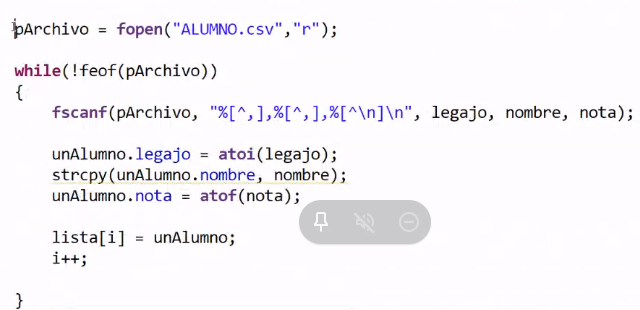 pArchivo = fopen("ALUMNO.csv","r");
while(!feof(pArchivo))
{
fscanf(pArchivo, "%[^,],%[^,],%[^\n]\n", legajo, nombre, nota);
unAlumno.legajo = atoi(legajo);
strcpy(unAlumno.nombre, nombre);
unAlumno.nota = atof(nota);
lista[i] = unAlumno;
i++;
}